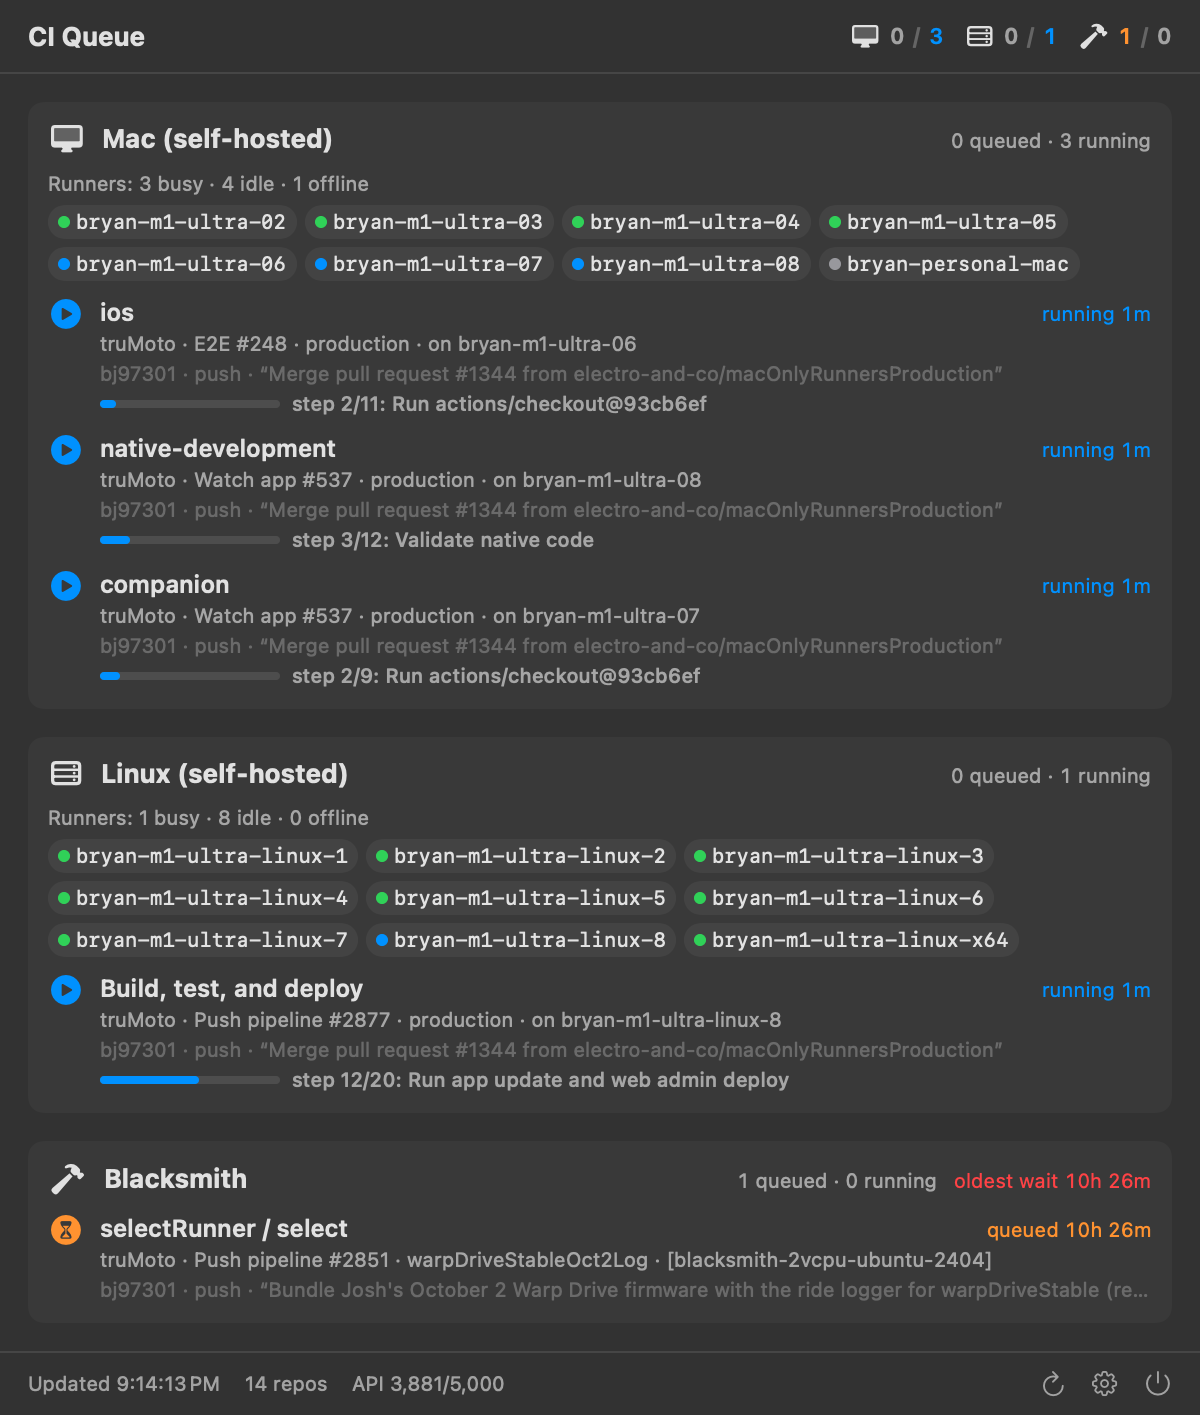 CI Queue
0 / 3 0 / 1 1 / 0
Mac (self-hosted)
0 queued · 3 running
Runners: 3 busy · 4 idle · 1 offline
bryan-m1-ultra-02 bryan-m1-ultra-03 bryan-m1-ultra-04 bryan-m1-ultra-05
bryan-m1-ultra-06 bryan-m1-ultra-07 bryan-m1-ultra-08 bryan-personal-mac
ios
running 1m
truMoto · E2E #248 · production · on bryan-m1-ultra-06
bj97301 · push · “Merge pull request #1344 from electro-and-co/macOnlyRunnersProduction”
step 2/11: Run actions/checkout@93cb6ef
native-development
running 1m
truMoto · Watch app #537 · production · on bryan-m1-ultra-08
bj97301 · push · “Merge pull request #1344 from electro-and-co/macOnlyRunnersProduction”
step 3/12: Validate native code
companion
running 1m
truMoto · Watch app #537 · production · on bryan-m1-ultra-07
bj97301 · push · “Merge pull request #1344 from electro-and-co/macOnlyRunnersProduction”
step 2/9: Run actions/checkout@93cb6ef
Linux (self-hosted)
0 queued · 1 running
Runners: 1 busy · 8 idle · 0 offline
bryan-m1-ultra-linux-1 bryan-m1-ultra-linux-2 bryan-m1-ultra-linux-3
bryan-m1-ultra-linux-4 bryan-m1-ultra-linux-5 bryan-m1-ultra-linux-6
bryan-m1-ultra-linux-7 bryan-m1-ultra-linux-8 bryan-m1-ultra-linux-x64
Build, test, and deploy
running 1m
truMoto · Push pipeline #2877 · production · on bryan-m1-ultra-linux-8
bj97301 · push · “Merge pull request #1344 from electro-and-co/macOnlyRunnersProduction”
step 12/20: Run app update and web admin deploy
Blacksmith
1 queued · 0 running oldest wait 10h 26m
selectRunner / select
queued 10h 26m
truMoto · Push pipeline #2851 · warpDriveStableOct2Log · [blacksmith-2vcpu-ubuntu-2404]
bj97301 · push · “Bundle Josh's October 2 Warp Drive firmware with the ride logger for warpDriveStable (re…
Updated 9:14:13 PM 14 repos API 3,881/5,000